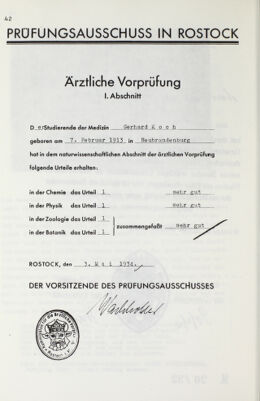 42
PRÜFUNGSAUSSCHUSS IN ROSTOCK
Ärztliche Vorprüfung
I. Abschnitt
D er Studierende der Medizin Gerhard Koch
geboren am 7. Februar 1913 in Neubrandenburg
hat in dem naturwissenschaftlichen Abschnitt der ärztlichen Vorprüfung
folgende Urteile erhalten:
in der Chemie das Urteil 1 sehr gut
in der Physik das Urteil 1 sehr gut
in der Zoologie das Urteil 1
zusammengefaßt sehr gut
in der Botanik das Urteil 1
ROSTOCK, den 3. Mai 1934.
DER VORSITZENDE DES PRÜFUNGSAUSSCHUSSES